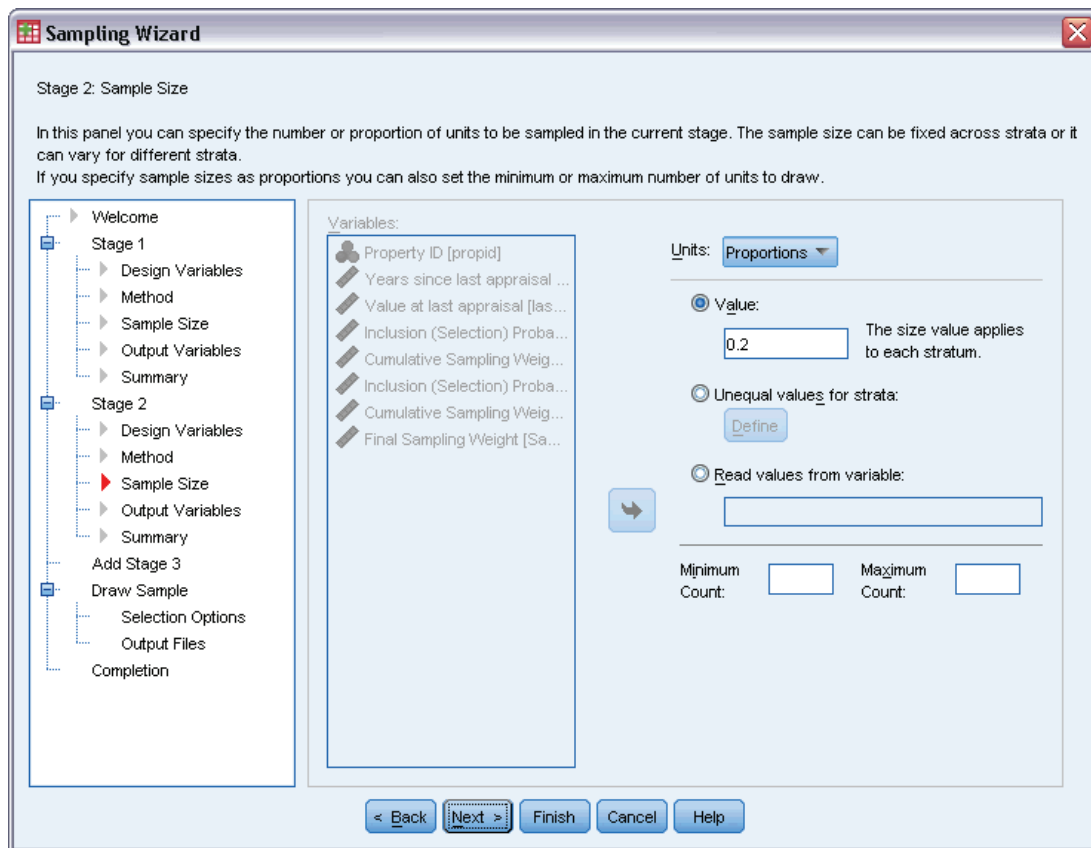 Sampling Wizard
Stage 2: Sample Size
In this panel you can specify the number or proportion of units to be sampled in the current stage. The sample size can be fixed across strata or it
can vary for different strata.
If you specify sample sizes as proportions you can also set the minimum or maximum number of units to draw.
Welcome
Stage 1
Design Variables
Method
Sample Size
Output Variables
Summary
Stage 2
Design Variables
Method
Sample Size
Output Variables
Summary
Add Stage 3
Draw Sample
Selection Options
Output Files
Completion
Variables:
Property ID [propid]
Years since last appraisal ...
Value at last appraisal [las...
Inclusion (Selection) Proba...
Cumulative Sampling Weig...
Inclusion (Selection) Proba...
Cumulative Sampling Weig...
Final Sampling Weight [Sa...
Units: Proportions
Value:
0.2
The size value applies
to each stratum.
Unequal values for strata:
Define
Read values from variable:
Minimum
Count:
Maximum
Count:
< Back Next > Finish Cancel Help